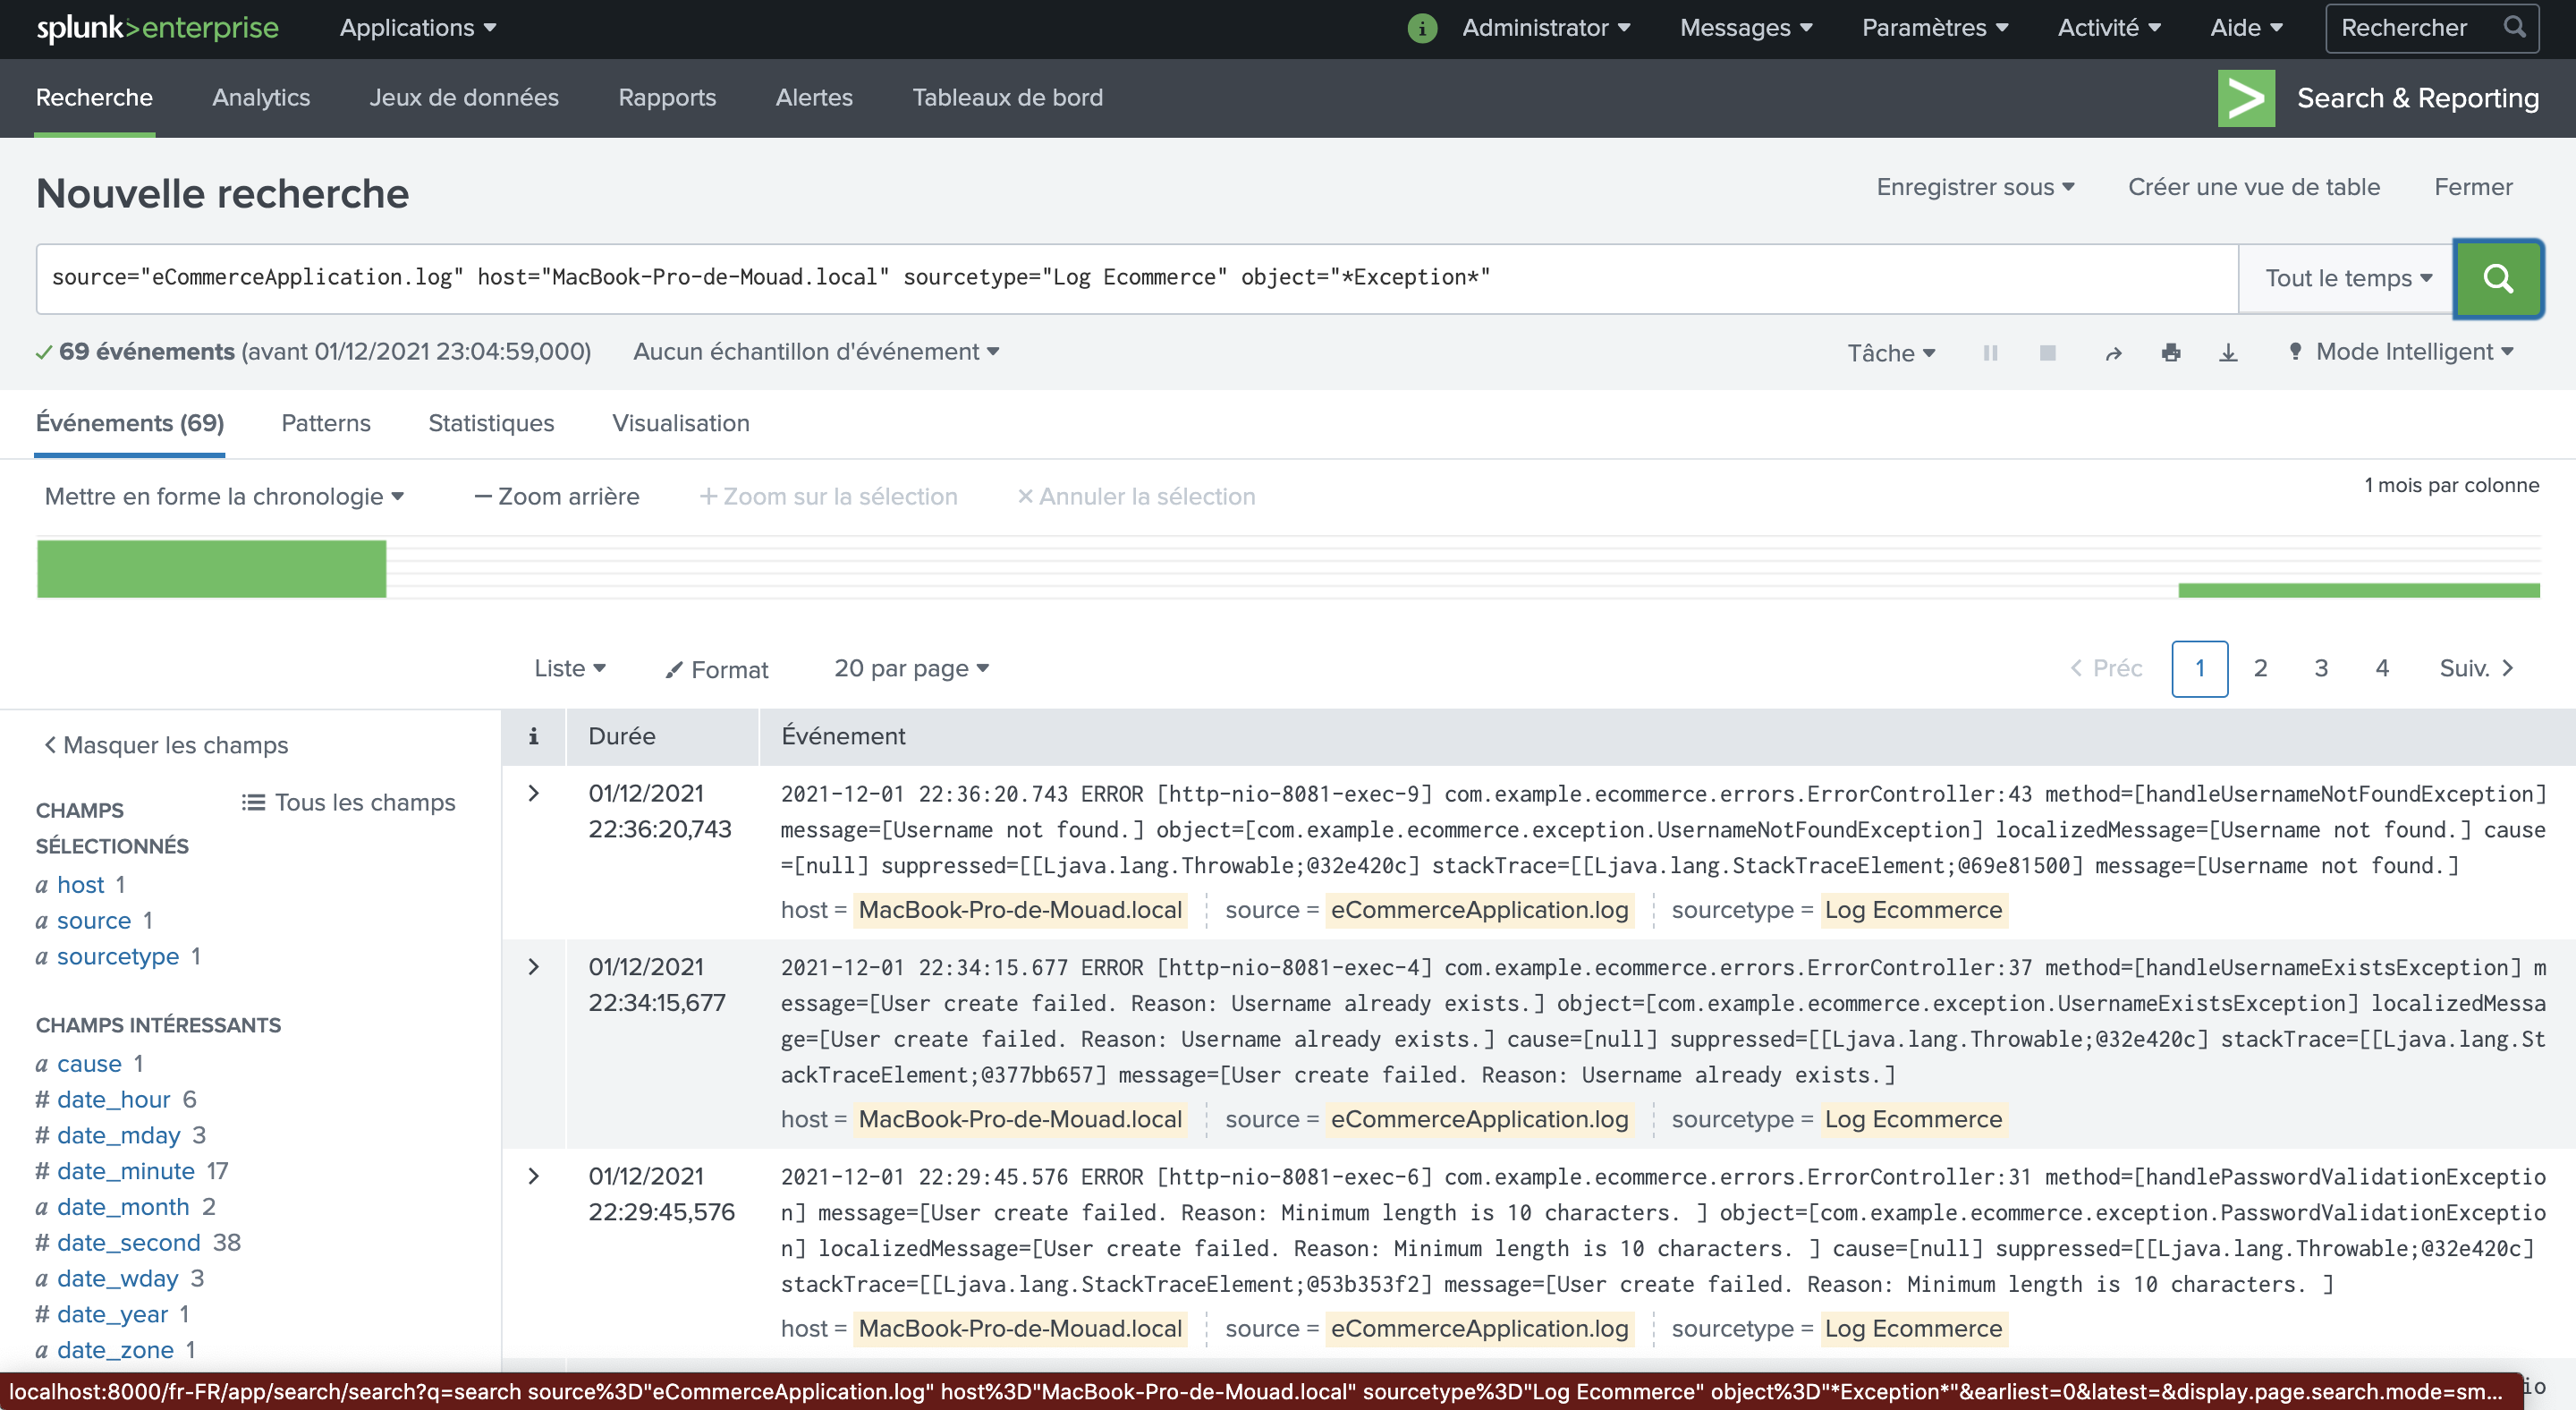 splunk>enterprise Applications Administrator Messages Paramètres Activité Aide Rechercher
Recherche Analytics Jeux de données Rapports Alertes Tableaux de bord Search & Reporting
Nouvelle recherche Enregistrer sous Créer une vue de table Fermer
source="eCommerceApplication.log" host="MacBook-Pro-de-Mouad.local" sourcetype="Log Ecommerce" object="*Exception*" Tout le temps
69 événements (avant 01/12/2021 23:04:59,000) Aucun échantillon d'événement Tâche Mode Intelligent
Événements (69) Patterns Statistiques Visualisation
Mettre en forme la chronologie — Zoom arrière + Zoom sur la sélection × Annuler la sélection 1 mois par colonne
Liste Format 20 par page < Préc 1 2 3 4 Suiv. >
< Masquer les champs
Tous les champs
CHAMPS
SÉLECTIONNÉS
a host 1
a source 1
a sourcetype 1
CHAMPS INTÉRESSANTS
a cause 1
# date_hour 6
# date_mday 3
# date_minute 17
a date_month 2
# date_second 38
a date_wday 3
# date_year 1
a date_zone 1
i Durée Événement
> 01/12/2021
22:36:20,743
2021-12-01 22:36:20.743 ERROR [http-nio-8081-exec-9] com.example.ecommerce.errors.ErrorController:43 method=[handleUsernameNotFoundException]
message=[Username not found.] object=[com.example.ecommerce.exception.UsernameNotFoundException] localizedMessage=[Username not found.] cause
=[null] suppressed=[[Ljava.lang.Throwable;@32e420c] stackTrace=[[Ljava.lang.StackTraceElement;@69e81500] message=[Username not found.]
host = MacBook-Pro-de-Mouad.local source = eCommerceApplication.log sourcetype = Log Ecommerce
> 01/12/2021
22:34:15,677
2021-12-01 22:34:15.677 ERROR [http-nio-8081-exec-4] com.example.ecommerce.errors.ErrorController:37 method=[handleUsernameExistsException] m
essage=[User create failed. Reason: Username already exists.] object=[com.example.ecommerce.exception.UsernameExistsException] localizedMessa
ge=[User create failed. Reason: Username already exists.] cause=[null] suppressed=[[Ljava.lang.Throwable;@32e420c] stackTrace=[[Ljava.lang.St
ackTraceElement;@377bb657] message=[User create failed. Reason: Username already exists.]
host = MacBook-Pro-de-Mouad.local source = eCommerceApplication.log sourcetype = Log Ecommerce
> 01/12/2021
22:29:45,576
2021-12-01 22:29:45.576 ERROR [http-nio-8081-exec-6] com.example.ecommerce.errors.ErrorController:31 method=[handlePasswordValidationExceptio
n] message=[User create failed. Reason: Minimum length is 10 characters. ] object=[com.example.ecommerce.exception.PasswordValidationExceptio
n] localizedMessage=[User create failed. Reason: Minimum length is 10 characters. ] cause=[null] suppressed=[[Ljava.lang.Throwable;@32e420c]
stackTrace=[[Ljava.lang.StackTraceElement;@53b353f2] message=[User create failed. Reason: Minimum length is 10 characters. ]
host = MacBook-Pro-de-Mouad.local source = eCommerceApplication.log sourcetype = Log Ecommerce
localhost:8000/fr-FR/app/search/search?q=search source%3D"eCommerceApplication.log" host%3D"MacBook-Pro-de-Mouad.local" sourcetype%3D"Log Ecommerce" object%3D"*Exception*"&earliest=0&latest=&display.page.search.mode=sm... io